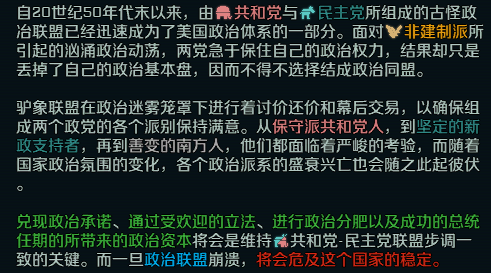 自20世纪50年代末以来，由共和党与民主党所组成的古怪政
治联盟已经迅速成为了美国政治体系的一部分。面对非建制派所
引起的汹涌政治动荡，两党急于保住自己的政治权力，结果却只是
丢掉了自己的政治基本盘，因而不得不选择结成政治同盟。
驴象联盟在政治迷雾笼罩下进行着讨价还价和幕后交易，以确保组
成两个政党的各个派别保持满意。从保守派共和党人，到坚定的新
政支持者，再到善变的南方人，他们都面临着严峻的考验，而随着
国家政治氛围的变化，各个政治派系的盛衰兴亡也会随之此起彼伏
。
兑现政治承诺、通过受欢迎的立法、进行政治分肥以及成功的总统
任期的所带来的政治资本将会是维持共和党-民主党联盟步调一
致的关键。而一旦政治联盟崩溃，将会危及这个国家的稳定。